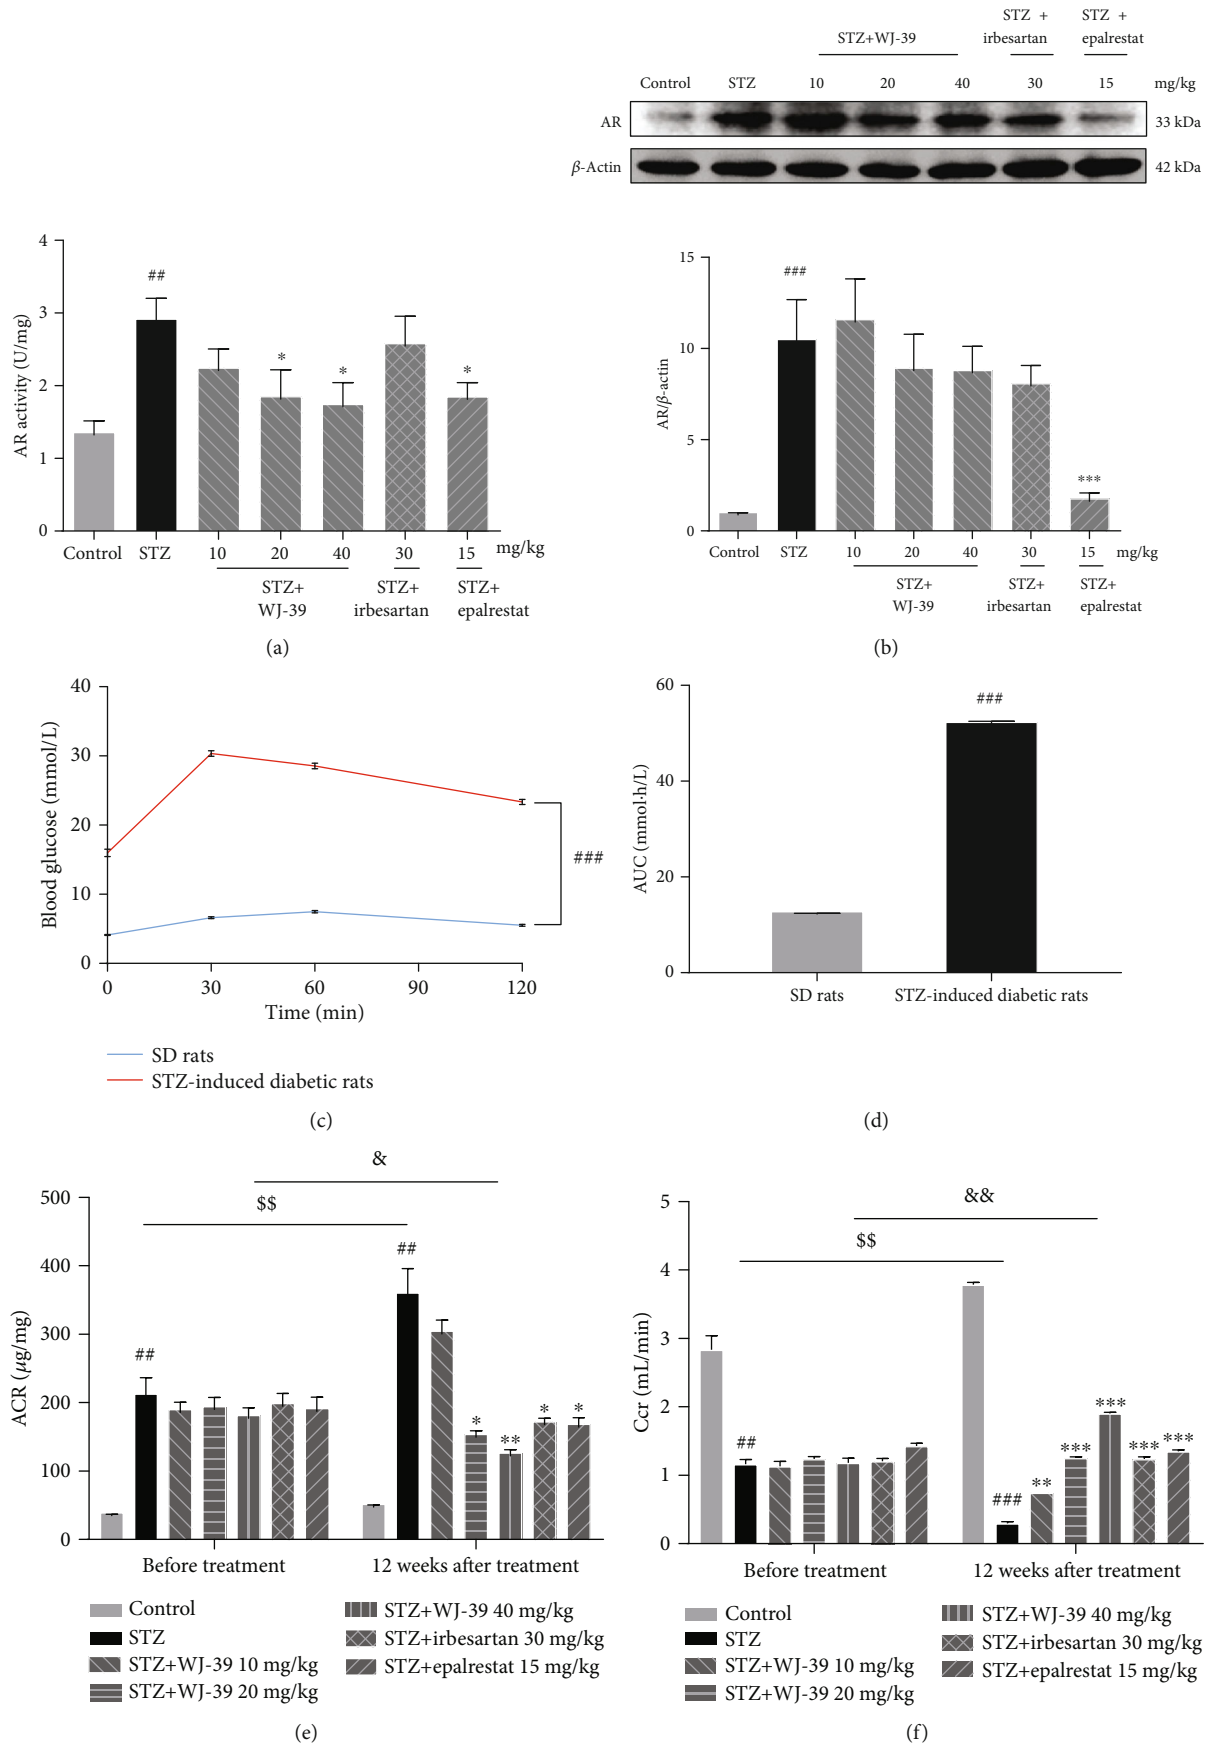 STZ + STZ +
STZ+WJ-39 irbesartan epalrestat
Control STZ 10 20 40 30 15 mg/kg
AR 33 kDa
β-Actin 42 kDa
AR activity (U/mg)
4
3
2
1
0
##
*
*
*
Control STZ 10 20 40 30 15 mg/kg
STZ+ STZ+ STZ+
WJ-39 irbesartan epalrestat
(a)
AR/β-actin
15
10
5
0
###
***
Control STZ 10 20 40 30 15 mg/kg
STZ+ STZ+ STZ+
WJ-39 irbesartan epalrestat
(b)
Blood glucose (mmol/L)
40
30
20
10
0
###
0 30 60 90 120
Time (min)
SD rats
STZ-induced diabetic rats
(c)
AUC (mmol·h/L)
60
40
20
0
###
SD rats STZ-induced diabetic rats
(d)
ACR (μg/mg)
500
400
300
200
100
0
&
$$
##
##
*
**
*
*
Before treatment 12 weeks after treatment
Control
STZ
STZ+WJ-39 10 mg/kg
STZ+WJ-39 20 mg/kg
STZ+WJ-39 40 mg/kg
STZ+irbesartan 30 mg/kg
STZ+epalrestat 15 mg/kg
(e)
Ccr (mL/min)
5
4
3
2
1
0
&&
$$
##
###
**
***
***
***
***
Before treatment 12 weeks after treatment
Control
STZ
STZ+WJ-39 10 mg/kg
STZ+WJ-39 20 mg/kg
STZ+WJ-39 40 mg/kg
STZ+irbesartan 30 mg/kg
STZ+epalrestat 15 mg/kg
(f)